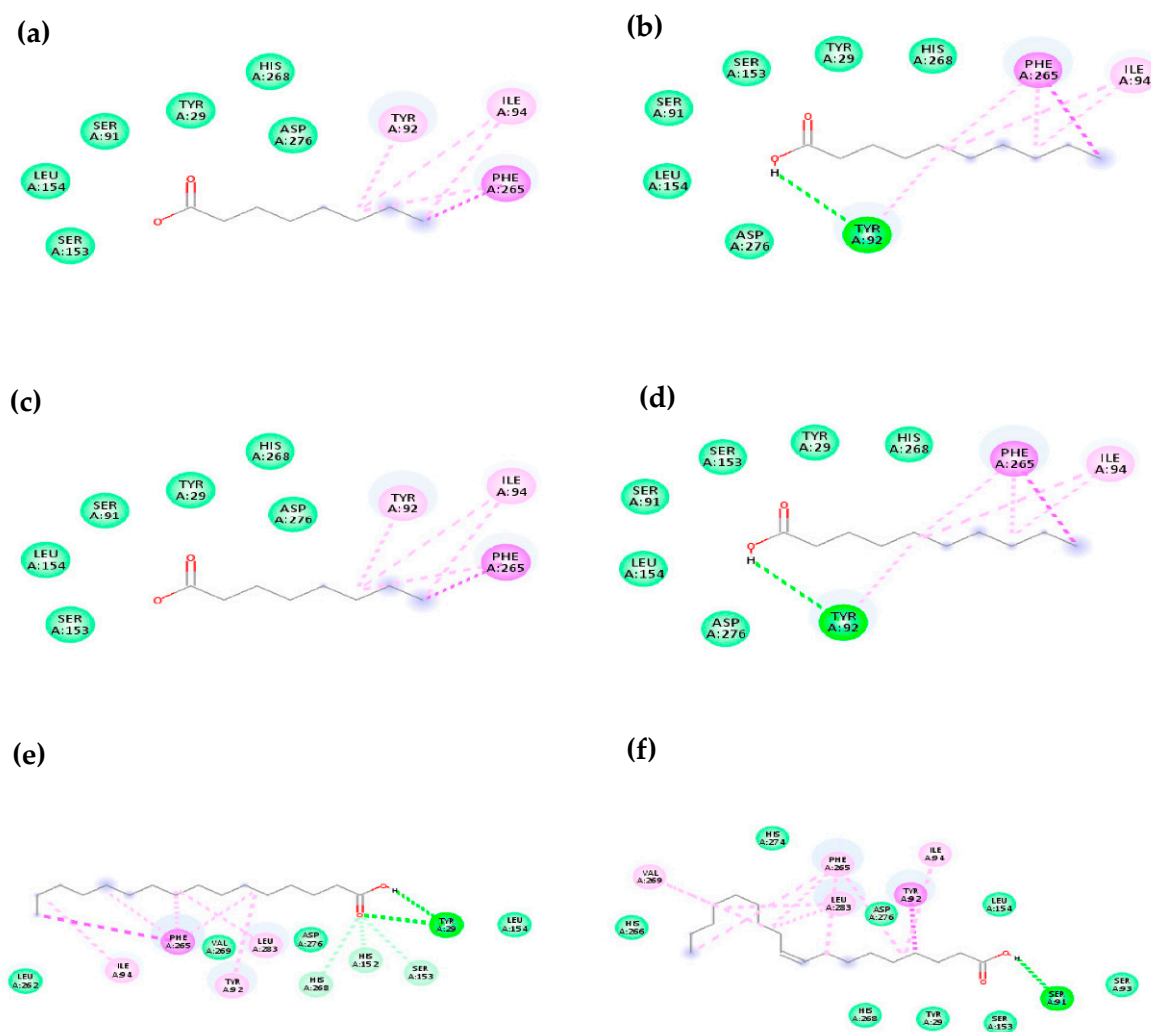 (a)
HIS
A:268
TYR
A:29
SER
A:91
ASP
A:276
LEU
A:154
SER
A:153
TYR
A:92
ILE
A:94
PHE
A:265
O
O
(b)
SER
A:153
TYR
A:29
HIS
A:268
PHE
A:265
ILE
A:94
SER
A:91
LEU
A:154
ASP
A:276
TYR
A:92
O
O
H
(c)
HIS
A:268
TYR
A:29
SER
A:91
ASP
A:276
LEU
A:154
SER
A:153
TYR
A:92
ILE
A:94
PHE
A:265
O
O
(d)
SER
A:153
TYR
A:29
HIS
A:268
PHE
A:265
ILE
A:94
SER
A:91
LEU
A:154
ASP
A:276
TYR
A:92
O
O
H
(e)
O
H
O
TYR
A:29
LEU
A:154
PHE
A:265
VAL
A:269
LEU
A:283
ASP
A:276
HIS
A:152
SER
A:153
HIS
A:268
LEU
A:262
ILE
A:94
TYR
A:92
(f)
HIS
A:274
PHE
A:265
ILE
A:94
VAL
A:269
LEU
A:283
TYR
A:92
ASP
A:276
LEU
A:154
HIS
A:266
O
H
O
SER
A:91
SER
A:93
HIS
A:268
TYR
A:29
SER
A:153